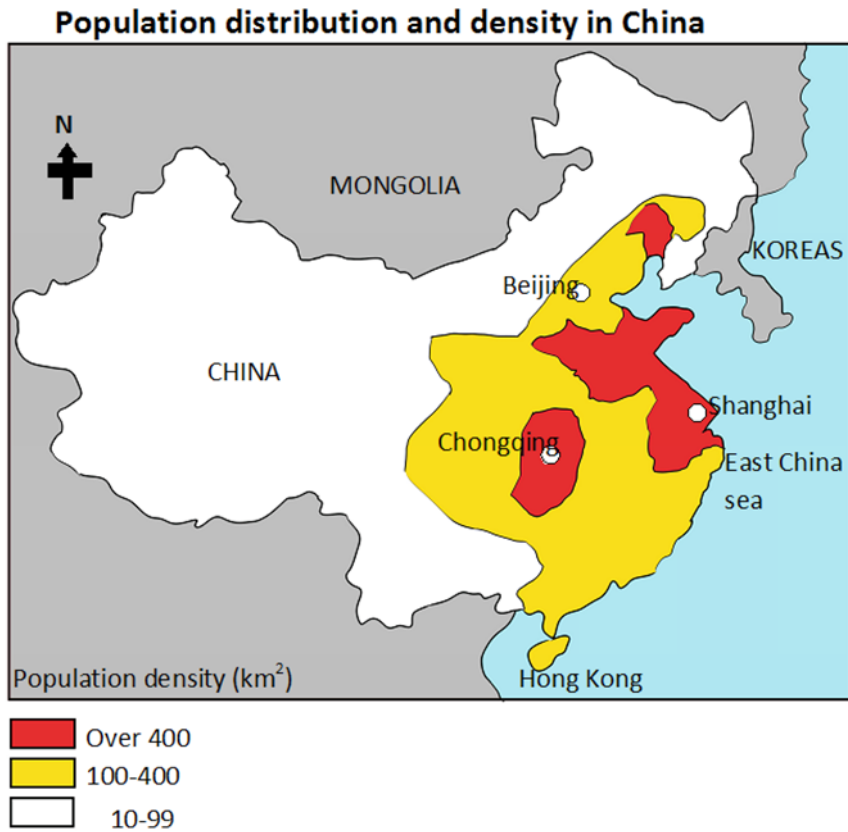 Population distribution and density in China
N
MONGOLIA
KOREAS
Beijing
CHINA
Shanghai
Chongqing
East China
sea
Population density (km²)
Hong Kong
Over 400
100-400
10-99